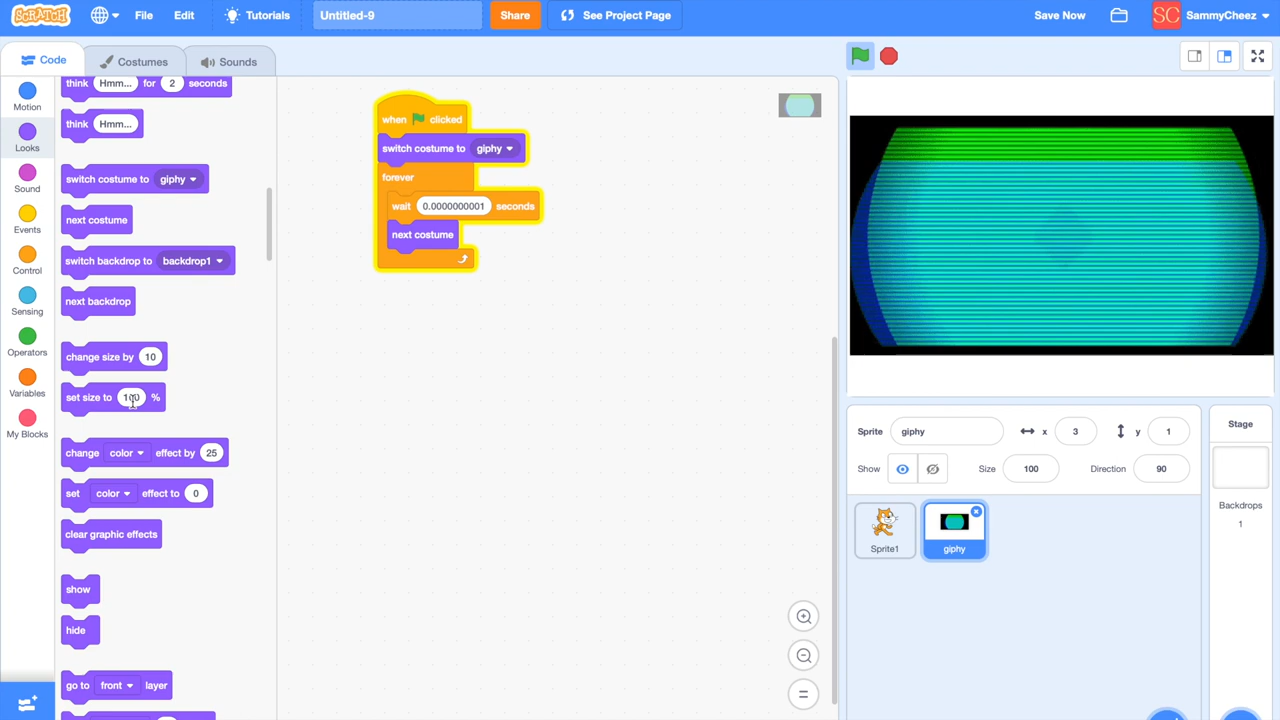 SCRATCH File Edit Tutorials Untitled-9 Share See Project Page Save Now SC SammyCheez
Code Costumes Sounds
Motion
Looks
Sound
Events
Control
Sensing
Operators
Variables
My Blocks
think Hmm... for 2 seconds
think Hmm...
switch costume to giphy
next costume
switch backdrop to backdrop1
next backdrop
change size by 10
set size to 100 %
change color effect by 25
set color effect to 0
clear graphic effects
show
hide
go to front layer
when clicked
switch costume to giphy
forever
wait 0.0000000001 seconds
next costume
Sprite giphy x 3 y 1
Show Size 100 Direction 90
Sprite1 giphy
Stage
Backdrops
1